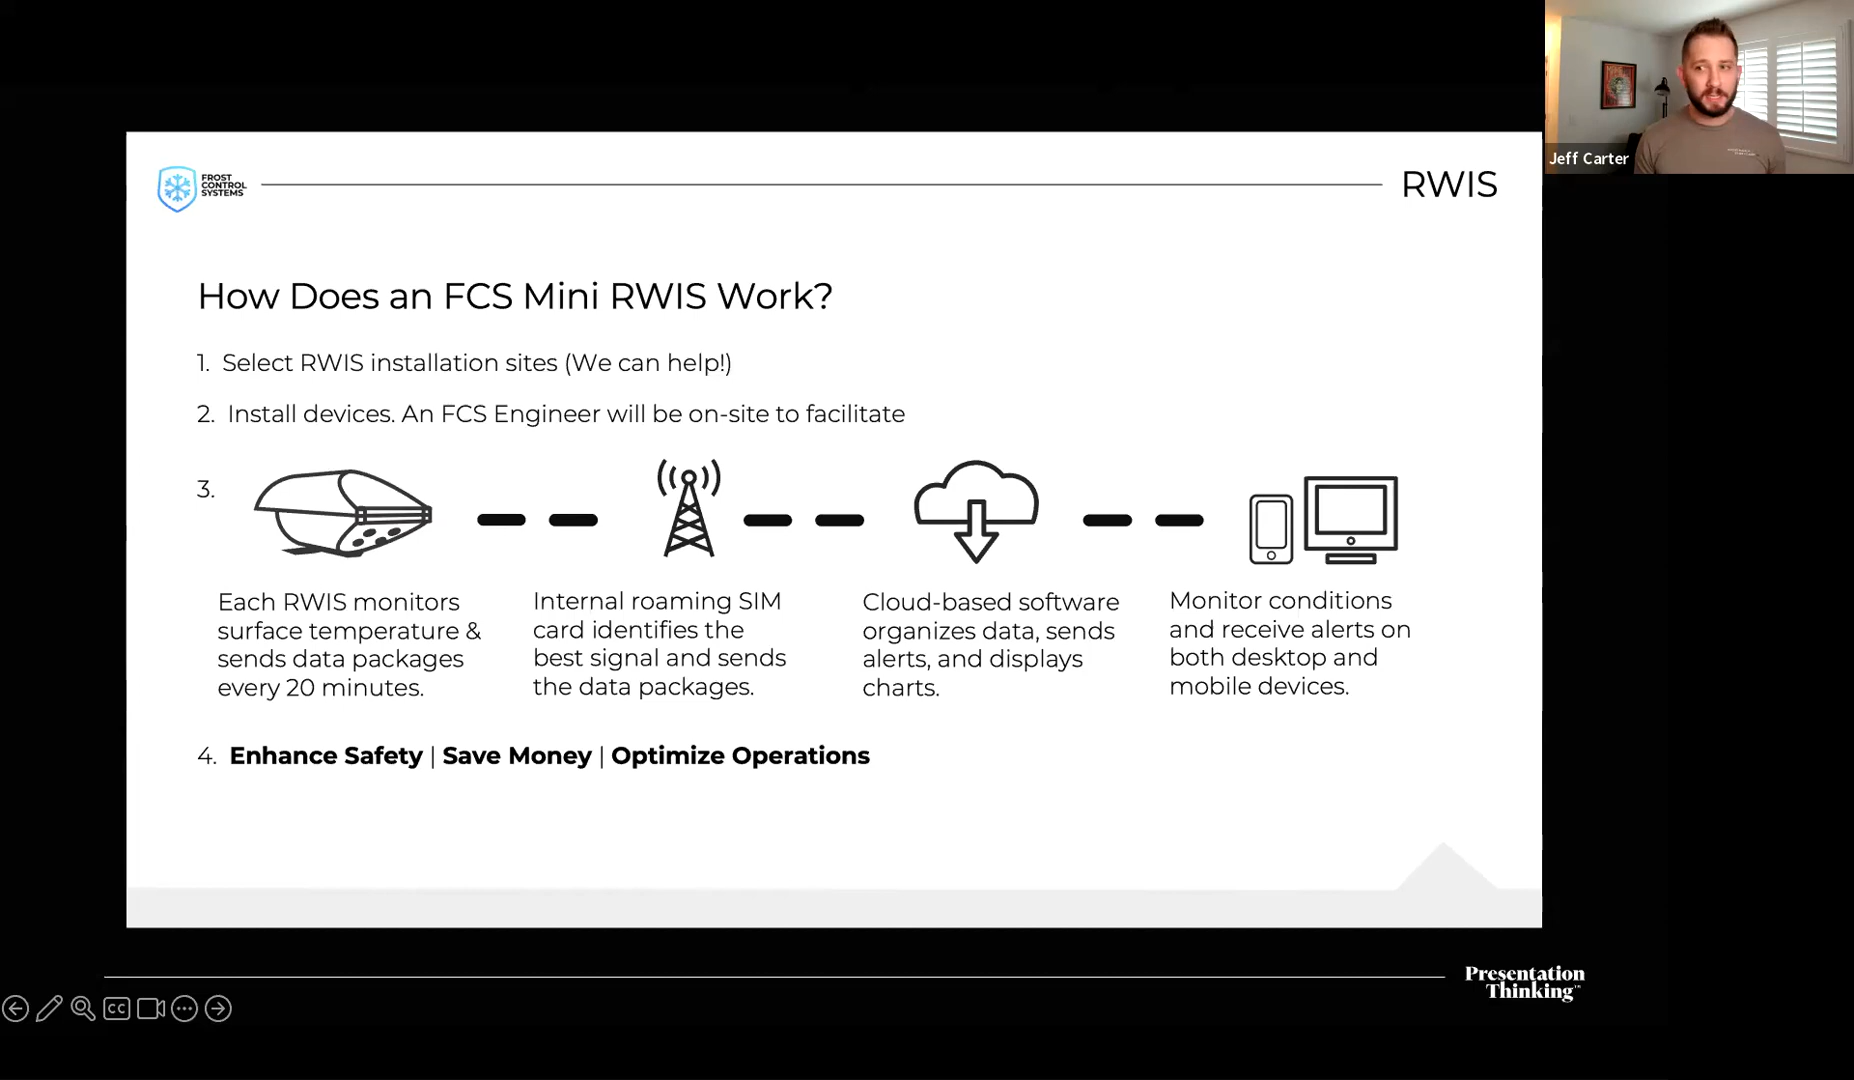 Jeff Carter
FROST
CONTROL
SYSTEMS
RWIS
How Does an FCS Mini RWIS Work?
1. Select RWIS installation sites (We can help!)
2. Install devices. An FCS Engineer will be on-site to facilitate
3.
Each RWIS monitors
surface temperature &
sends data packages
every 20 minutes.
Internal roaming SIM
card identifies the
best signal and sends
the data packages.
Cloud-based software
organizes data, sends
alerts, and displays
charts.
Monitor conditions
and receive alerts on
both desktop and
mobile devices.
4. Enhance Safety | Save Money | Optimize Operations
Presentation
Thinking™
CC